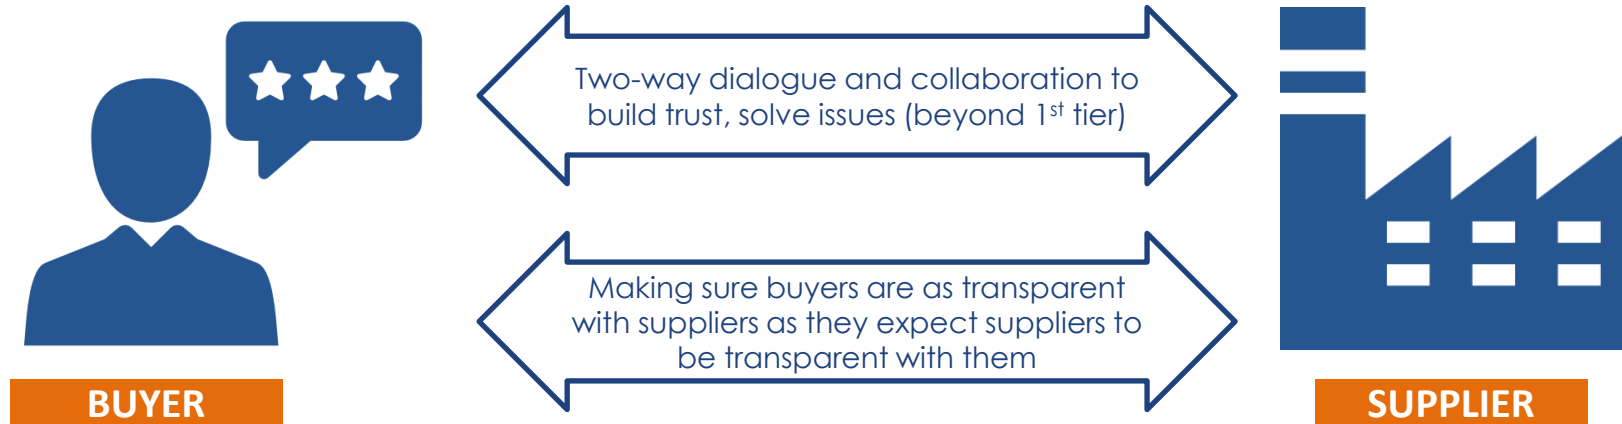 Two-way dialogue and collaboration to
build trust, solve issues (beyond 1st tier)
Making sure buyers are as transparent
with suppliers as they expect suppliers to
be transparent with them
BUYER
SUPPLIER